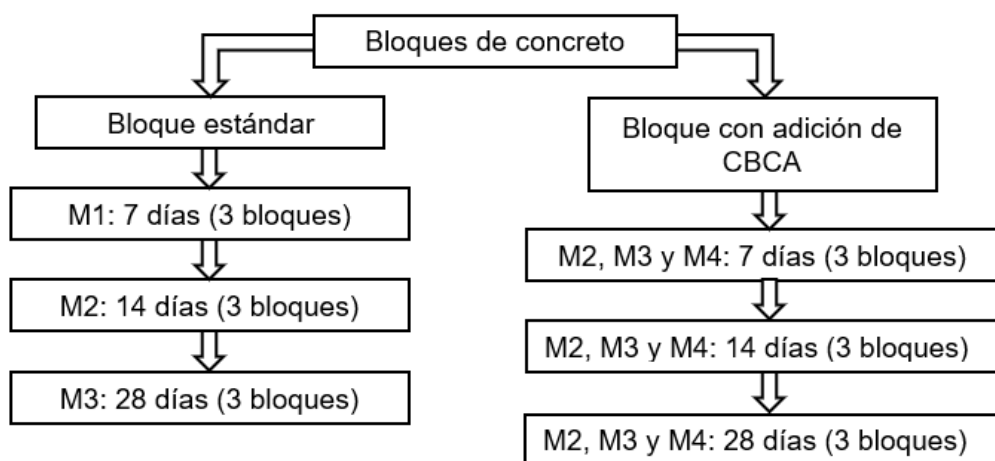 Bloques de concreto
Bloque estándar
M1: 7 días (3 bloques)
M2: 14 días (3 bloques)
M3: 28 días (3 bloques)
Bloque con adición de
CBCA
M2, M3 y M4: 7 días (3 bloques)
M2, M3 y M4: 14 días (3 bloques)
M2, M3 y M4: 28 días (3 bloques)